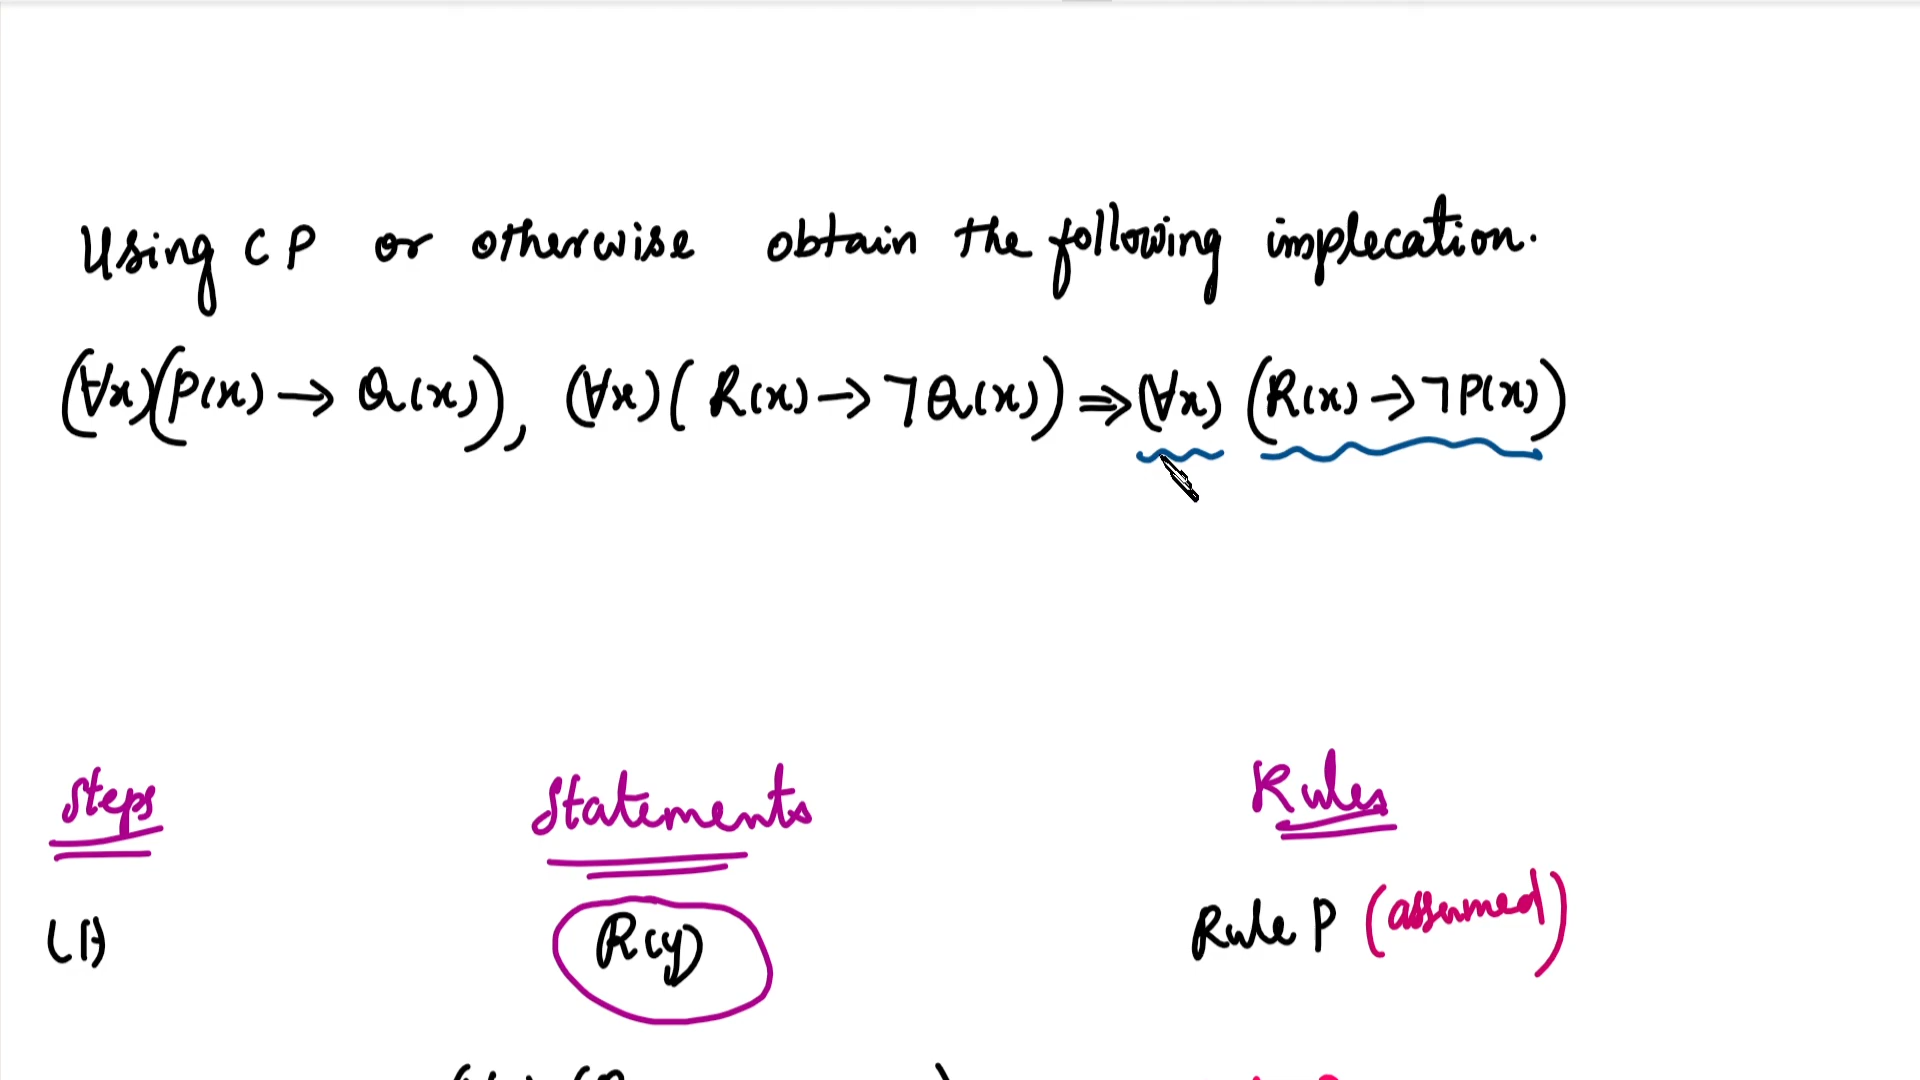 Using CP or otherwise obtain the following implecation.
(∀x)(P(x) → Q(x)), (∀x)(R(x) → ¬Q(x)) ⇒ (∀x) (R(x) → ¬P(x))
Steps Statements Rules
(1) R(y) Rule P (assumed)